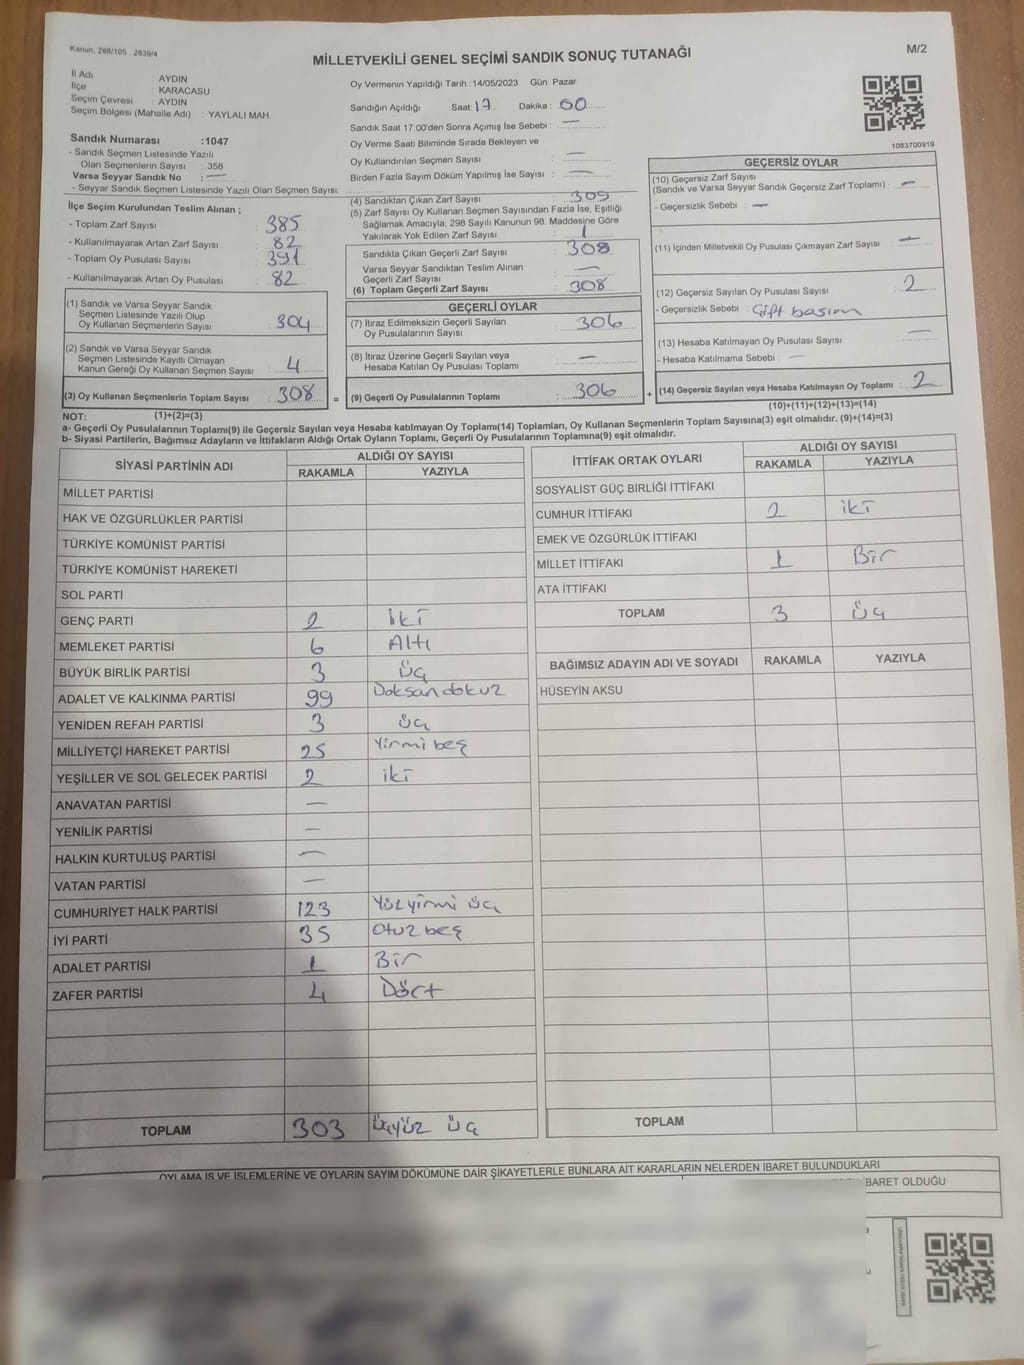 Kanun, 298/105 , 2839/4
MİLLETVEKİLİ GENEL SEÇİMİ SANDIK SONUÇ TUTANAĞI
M/2
İl Adı : AYDIN
İlçe : KARACASU
Seçim Çevresi : AYDIN
Seçim Bölgesi (Mahalle Adı) : YAYLALI MAH.
Oy Vermenin Yapıldığı Tarih : 14/05/2023 Gün: Pazar
Sandığın Açıldığı Saat: 17 Dakika : 00
Sandık Saat 17:00'den Sonra Açımış İse Sebebi : —
Oy Verme Saati Bitiminde Sırada Bekleyen ve
Oy Kullandırılan Seçmen Sayısı : —
Birden Fazla Sayım Döküm Yapılmış İse Sayısı : —
1083700919
Sandık Numarası :1047
- Sandık Seçmen Listesinde Yazılı
Olan Seçmenlerin Sayısı : 358
Varsa Seyyar Sandık No : —
- Seyyar Sandık Seçmen Listesinde Yazılı Olan Seçmen Sayısı:
İlçe Seçim Kurulundan Teslim Alınan ;
- Toplam Zarf Sayısı : 385
- Kullanılmayarak Artan Zarf Sayısı : 82
- Toplam Oy Pusulası Sayısı : 391
- Kullanılmayarak Artan Oy Pusulası : 82
(1) Sandık ve Varsa Seyyar Sandık
Seçmen Listesinde Yazılı Olup
Oy Kullanan Seçmenlerin Sayısı : 304
(2) Sandık ve Varsa Seyyar Sandık
Seçmen Listesinde Kayıtlı Olmayan
Kanun Gereği Oy Kullanan Seçmen Sayısı : 4
(3) Oy Kullanan Seçmenlerin Toplam Sayısı : 308 =
(4) Sandıktan Çıkan Zarf Sayısı : 309
(5) Zarf Sayısı Oy Kullanan Seçmen Sayısından Fazla İse, Eşitliği
Sağlamak Amacıyla, 298 Sayılı Kanunun 98. Maddesine Göre
Yakılarak Yok Edilen Zarf Sayısı : 1
Sandıkta Çıkan Geçerli Zarf Sayısı : 308
Varsa Seyyar Sandıktan Teslim Alınan
Geçerli Zarf Sayısı : —
(6) Toplam Geçerli Zarf Sayısı : 308
GEÇERLİ OYLAR
(7) İtiraz Edilmeksizin Geçerli Sayılan
Oy Pusulalarının Sayısı : 306
(8) İtiraz Üzerine Geçerli Sayılan veya
Hesaba Katılan Oy Pusulası Toplamı : —
(9) Geçerli Oy Pusulalarının Toplamı : 306 +
GEÇERSİZ OYLAR
(10) Geçersiz Zarf Sayısı
(Sandık ve Varsa Seyyar Sandık Geçersiz Zarf Toplamı) : —
- Geçersizlik Sebebi : —
(11) İçinden Milletvekili Oy Pusulası Çıkmayan Zarf Sayısı : —
(12) Geçersiz Sayılan Oy Pusulası Sayısı : 2
- Geçersizlik Sebebi : Çift basım
(13) Hesaba Katılmayan Oy Pusulası Sayısı : —
- Hesaba Katılmama Sebebi : —
(14) Geçersiz Sayılan veya Hesaba Katılmayan Oy Toplamı : 2
NOT: (1)+(2)=(3)
(10)+(11)+(12)+(13)=(14)
a- Geçerli Oy Pusulalarının Toplamı(9) ile Geçersiz Sayılan veya Hesaba katılmayan Oy Toplamı(14) Toplamları, Oy Kullanan Seçmenlerin Toplam Sayısına(3) eşit olmalıdır. (9)+(14)=(3)
b- Siyasi Partilerin, Bağımsız Adayların ve İttifakların Aldığı Ortak Oyların Toplamı, Geçerli Oy Pusulalarının Toplamına(9) eşit olmalıdır.
SİYASİ PARTİNİN ADI ALDIĞI OY SAYISI
RAKAMLA YAZIYLA
MİLLET PARTİSİ
HAK VE ÖZGÜRLÜKLER PARTİSİ
TÜRKİYE KOMÜNİST PARTİSİ
TÜRKİYE KOMÜNİST HAREKETİ
SOL PARTİ
GENÇ PARTİ 2 İki
MEMLEKET PARTİSİ 6 Altı
BÜYÜK BİRLİK PARTİSİ 3 üç
ADALET VE KALKINMA PARTİSİ 99 Doksandokuz
YENİDEN REFAH PARTİSİ 3 üç
MİLLİYETÇİ HAREKET PARTİSİ 25 Yirmi beş
YEŞİLLER VE SOL GELECEK PARTİSİ 2 iki
ANAVATAN PARTİSİ —
YENİLİK PARTİSİ —
HALKIN KURTULUŞ PARTİSİ —
VATAN PARTİSİ —
CUMHURİYET HALK PARTİSİ 123 Yüzyirmi üç
İYİ PARTİ 35 Otuz beş
ADALET PARTİSİ 1 Bir
ZAFER PARTİSİ 4 Dört
TOPLAM 303 üçyüz üç
İTTİFAK ORTAK OYLARI ALDIĞI OY SAYISI
RAKAMLA YAZIYLA
SOSYALİST GÜÇ BİRLİĞİ İTTİFAKI
CUMHUR İTTİFAKI 2 iki
EMEK VE ÖZGÜRLÜK İTTİFAKI
MİLLET İTTİFAKI 1 Bir
ATA İTTİFAKI
TOPLAM 3 üç
BAĞIMSIZ ADAYIN ADI VE SOYADI RAKAMLA YAZIYLA
HÜSEYİN AKSU
TOPLAM
OYLAMA İŞ VE İŞLEMLERİNE VE OYLARIN SAYIM DÖKÜMÜNE DAİR ŞİKAYETLERLE BUNLARA AİT KARARLARIN NELERDEN İBARET BULUNDUKLARI
İBARET OLDUĞU